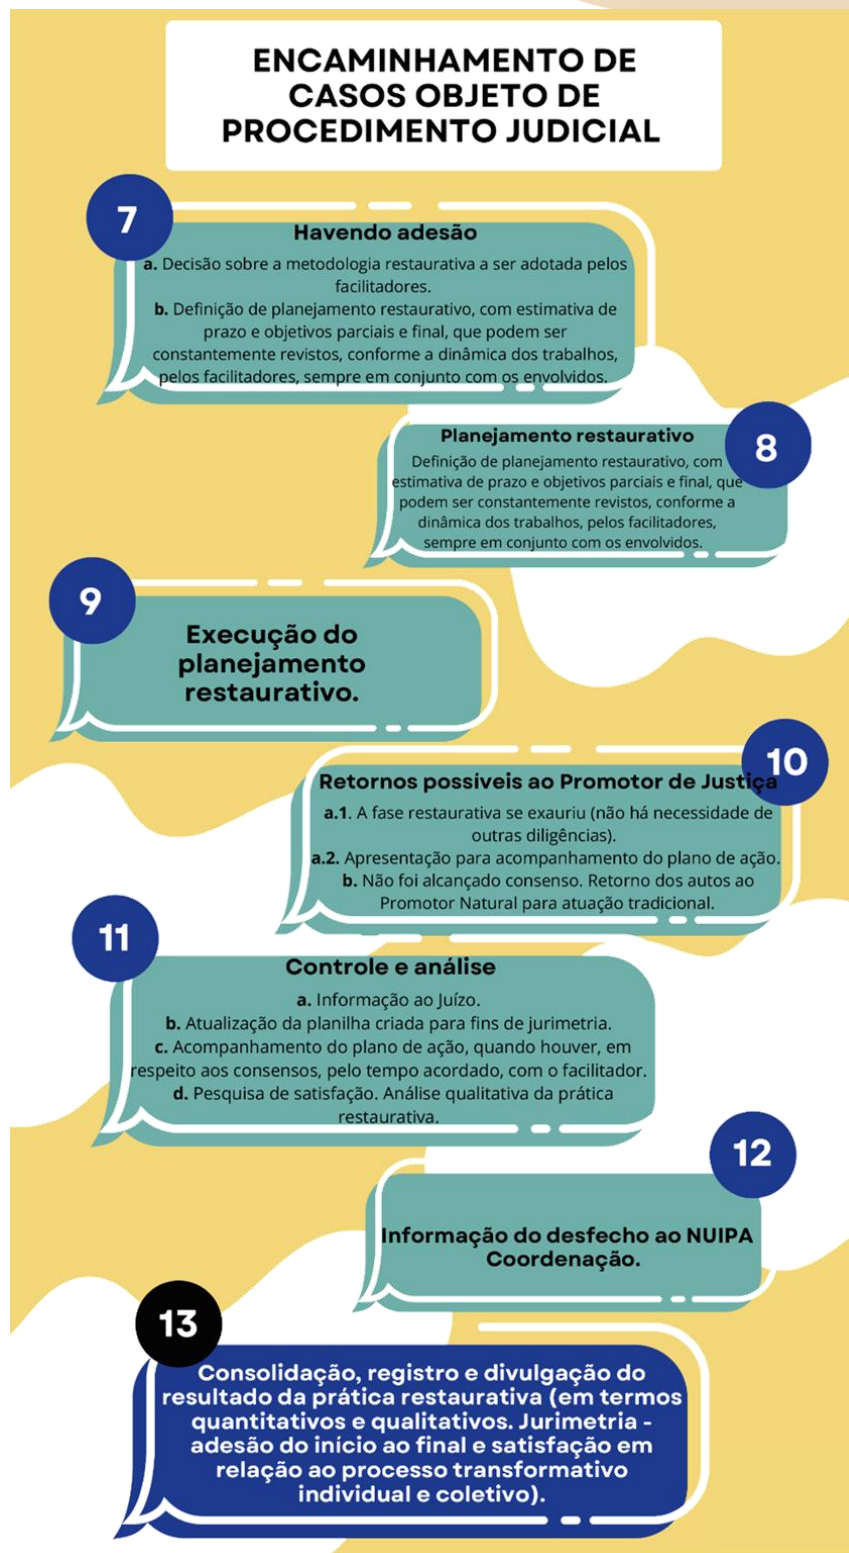 ENCAMINHAMENTO DE
CASOS OBJETO DE
PROCEDIMENTO JUDICIAL
7
Havendo adesão
a. Decisão sobre a metodologia restaurativa a ser adotada pelos
facilitadores.
b. Definição de planejamento restaurativo, com estimativa de
prazo e objetivos parciais e final, que podem ser
constantemente revistos, conforme a dinâmica dos trabalhos,
pelos facilitadores, sempre em conjunto com os envolvidos.
8
Planejamento restaurativo
Definição de planejamento restaurativo, com
estimativa de prazo e objetivos parciais e final, que
podem ser constantemente revistos, conforme a
dinâmica dos trabalhos, pelos facilitadores,
sempre em conjunto com os envolvidos.
9
Execução do
planejamento
restaurativo.
10
Retornos possíveis ao Promotor de Justiça
a.1. A fase restaurativa se exauriu (não há necessidade de
outras diligências).
a.2. Apresentação para acompanhamento do plano de ação.
b. Não foi alcançado consenso. Retorno dos autos ao
Promotor Natural para atuação tradicional.
11
Controle e análise
a. Informação ao Juízo.
b. Atualização da planilha criada para fins de jurimetria.
c. Acompanhamento do plano de ação, quando houver, em
respeito aos consensos, pelo tempo acordado, com o facilitador.
d. Pesquisa de satisfação. Análise qualitativa da prática
restaurativa.
12
Informação do desfecho ao NUIPA
Coordenação.
13
Consolidação, registro e divulgação do
resultado da prática restaurativa (em termos
quantitativos e qualitativos. Jurimetria -
adesão do início ao final e satisfação em
relação ao processo transformativo
individual e coletivo).